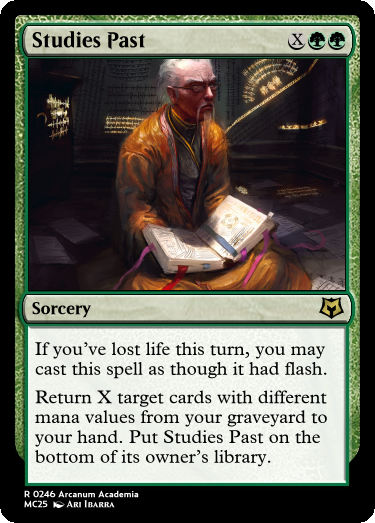 Studies Past X
Sorcery
If you've lost life this turn, you may
cast this spell as though it had flash.
Return X target cards with different
mana values from your graveyard to
your hand. Put Studies Past on the
bottom of its owner's library.
R 0246 Arcanum Academia
MC25 Ari Ibarra